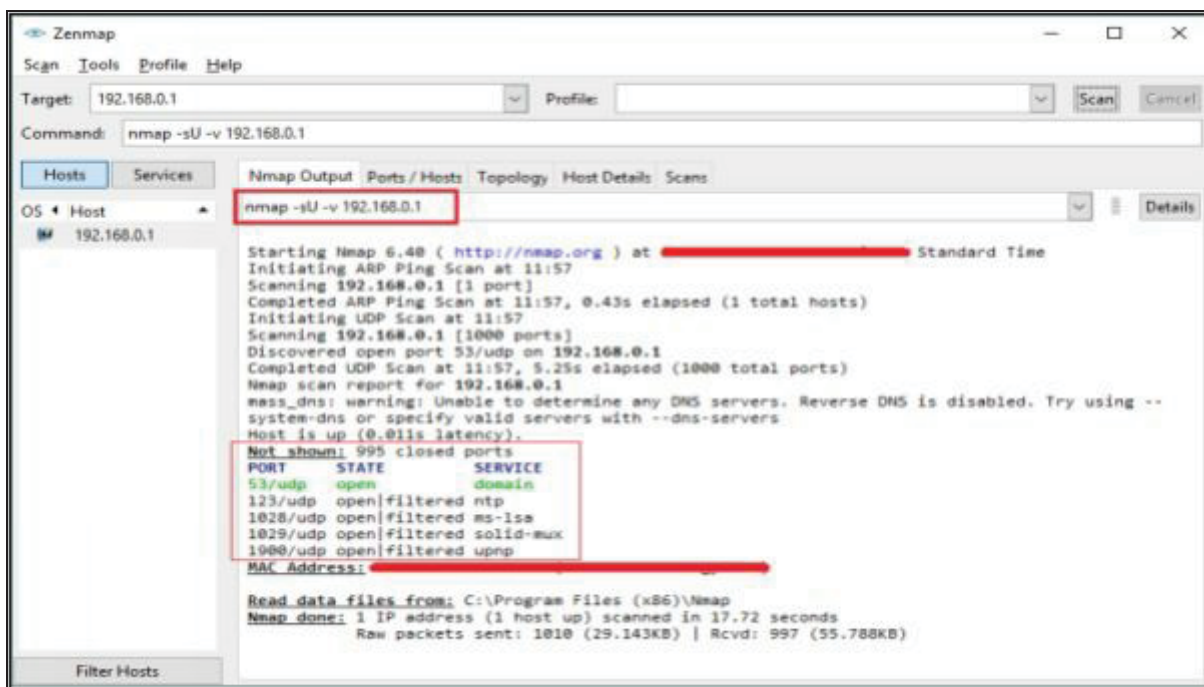 Zenmap
Scan Tools Profile Help
Target: 192.168.0.1 Profile: Scan Cancel
Command: nmap -sU -v 192.168.0.1
Hosts Services Nmap Output Ports / Hosts Topology Host Details Scans
OS Host nmap -sU -v 192.168.0.1 Details
192.168.0.1
Starting Nmap 6.40 ( http://nmap.org ) at Standard Time
Initiating ARP Ping Scan at 11:57
Scanning 192.168.0.1 [1 port]
Completed ARP Ping Scan at 11:57, 0.43s elapsed (1 total hosts)
Initiating UDP Scan at 11:57
Scanning 192.168.0.1 [1000 ports]
Discovered open port 53/udp on 192.168.0.1
Completed UDP Scan at 11:57, 5.25s elapsed (1000 total ports)
Nmap scan report for 192.168.0.1
mass_dns: warning: Unable to determine any DNS servers. Reverse DNS is disabled. Try using --
system-dns or specify valid servers with --dns-servers
Host is up (0.011s latency).
Not shown: 995 closed ports
PORT STATE SERVICE
53/udp open domain
123/udp open|filtered ntp
1028/udp open|filtered ms-lsa
1029/udp open|filtered solid-mux
1900/udp open|filtered upnp
MAC Address:
Read data files from: C:\Program Files (x86)\Nmap
Nmap done: 1 IP address (1 host up) scanned in 17.72 seconds
Raw packets sent: 1010 (29.143KB) | Rcvd: 997 (55.788KB)
Filter Hosts